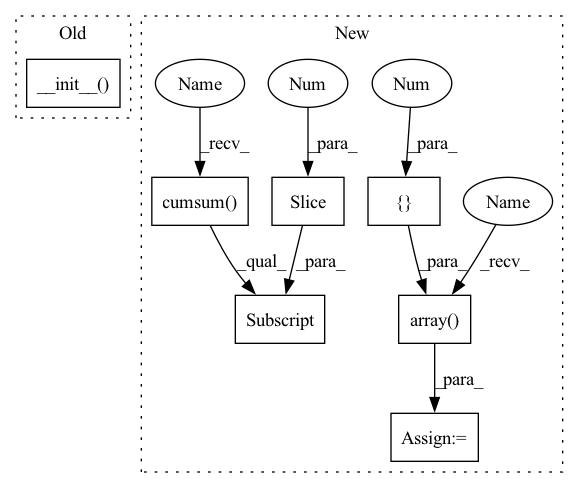 Old
New
__init__()
Name
Num
Num
_recv_
_para_
_para_
cumsum()
Slice
{}
Name
_qual_
_para_
_para_
_recv_
Subscript
array()
_para_
Assign:=